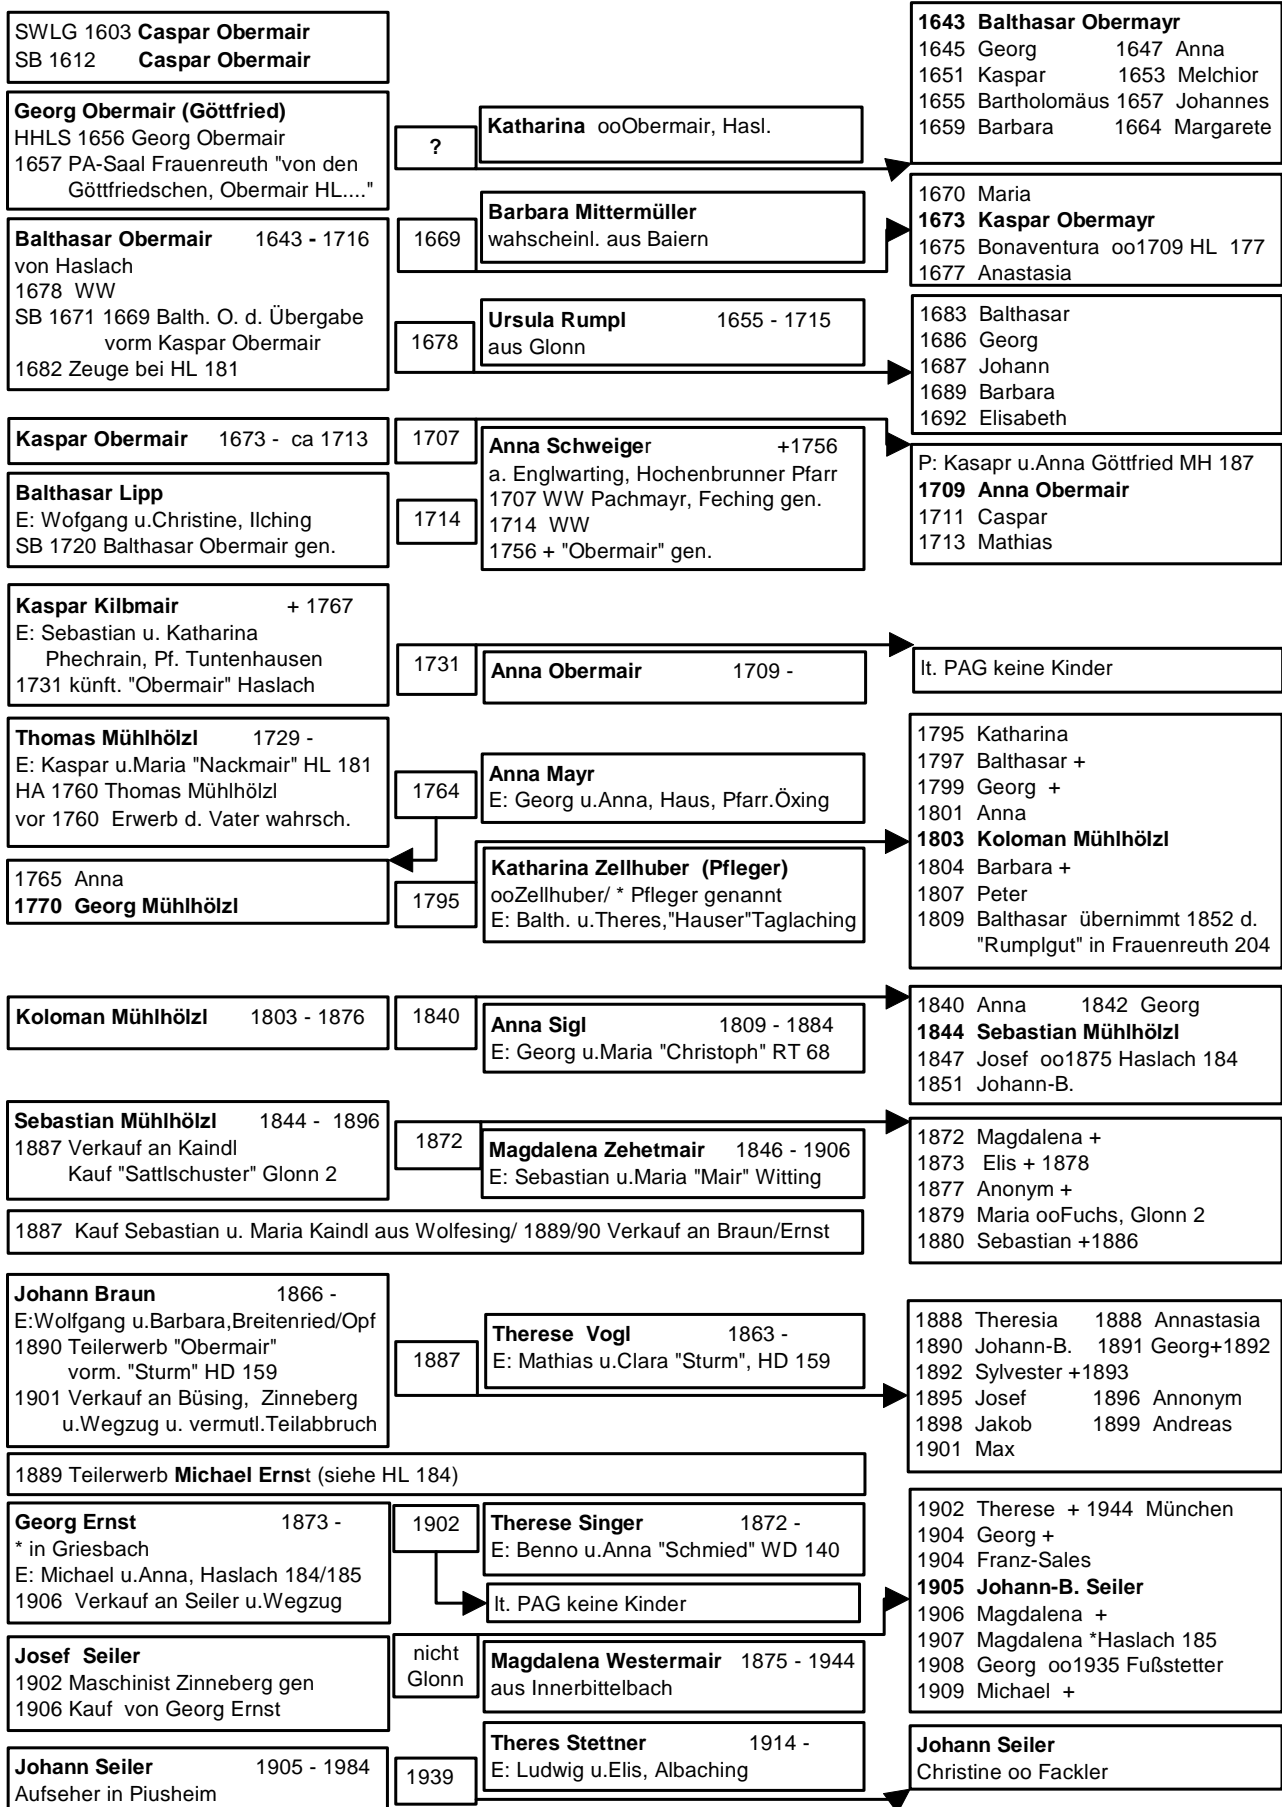 SWLG 1603 Caspar Obermair
SB 1612 Caspar Obermair
Georg Obermair (Göttfried)
HHLS 1656 Georg Obermair
1657 PA-Saal Frauenreuth "von den
Göttfriedschen, Obermair HL...."
?
Katharina ooObermair, Hasl.
1643 Balthasar Obermayr
1645 Georg 1647 Anna
1651 Kaspar 1653 Melchior
1655 Bartholomäus 1657 Johannes
1659 Barbara 1664 Margarete
Balthasar Obermair 1643 - 1716
von Haslach
1678 WW
SB 1671 1669 Balth. O. d. Übergabe
vorm Kaspar Obermair
1682 Zeuge bei HL 181
1669
Barbara Mittermüller
wahscheinl. aus Baiern
1670 Maria
1673 Kaspar Obermayr
1675 Bonaventura oo1709 HL 177
1677 Anastasia
1678
Ursula Rumpl 1655 - 1715
aus Glonn
1683 Balthasar
1686 Georg
1687 Johann
1689 Barbara
1692 Elisabeth
Kaspar Obermair 1673 - ca 1713
1707
Anna Schweiger +1756
a. Englwarting, Hochenbrunner Pfarr
1707 WW Pachmayr, Feching gen.
1714 WW
1756 + "Obermair" gen.
P: Kasapr u.Anna Göttfried MH 187
1709 Anna Obermair
1711 Caspar
1713 Mathias
Balthasar Lipp
E: Wofgang u.Christine, Ilching
SB 1720 Balthasar Obermair gen.
1714
Kaspar Kilbmair + 1767
E: Sebastian u. Katharina
Phechrain, Pf. Tuntenhausen
1731 künft. "Obermair" Haslach
1731
Anna Obermair 1709 -
lt. PAG keine Kinder
Thomas Mühlhölzl 1729 -
E: Kaspar u.Maria "Nackmair" HL 181
HA 1760 Thomas Mühlhölzl
vor 1760 Erwerb d. Vater wahrsch.
1764
Anna Mayr
E: Georg u.Anna, Haus, Pfarr.Öxing
1765 Anna
1770 Georg Mühlhölzl
1795
Katharina Zellhuber (Pfleger)
ooZellhuber/ * Pfleger genannt
E: Balth. u.Theres,"Hauser"Taglaching
1795 Katharina
1797 Balthasar +
1799 Georg +
1801 Anna
1803 Koloman Mühlhölzl
1804 Barbara +
1807 Peter
1809 Balthasar übernimmt 1852 d.
"Rumplgut" in Frauenreuth 204
Koloman Mühlhölzl 1803 - 1876
1840
Anna Sigl 1809 - 1884
E: Georg u.Maria "Christoph" RT 68
1840 Anna 1842 Georg
1844 Sebastian Mühlhölzl
1847 Josef oo1875 Haslach 184
1851 Johann-B.
Sebastian Mühlhölzl 1844 - 1896
1887 Verkauf an Kaindl
Kauf "Sattlschuster" Glonn 2
1872
Magdalena Zehetmair 1846 - 1906
E: Sebastian u.Maria "Mair" Witting
1872 Magdalena +
1873 Elis + 1878
1877 Anonym +
1879 Maria ooFuchs, Glonn 2
1880 Sebastian +1886
1887 Kauf Sebastian u. Maria Kaindl aus Wolfesing/ 1889/90 Verkauf an Braun/Ernst
Johann Braun 1866 -
E:Wolfgang u.Barbara,Breitenried/Opf
1890 Teilerwerb "Obermair"
vorm. "Sturm" HD 159
1901 Verkauf an Büsing, Zinneberg
u.Wegzug u. vermutl.Teilabbruch
1887
Therese Vogl 1863 -
E: Mathias u.Clara "Sturm", HD 159
1888 Theresia 1888 Annastasia
1890 Johann-B. 1891 Georg+1892
1892 Sylvester +1893
1895 Josef 1896 Annonym
1898 Jakob 1899 Andreas
1901 Max
1889 Teilerwerb Michael Ernst (siehe HL 184)
Georg Ernst 1873 -
* in Griesbach
E: Michael u.Anna, Haslach 184/185
1906 Verkauf an Seiler u.Wegzug
1902
Therese Singer 1872 -
E: Benno u.Anna "Schmied" WD 140
lt. PAG keine Kinder
Josef Seiler
1902 Maschinist Zinneberg gen
1906 Kauf von Georg Ernst
nicht
Glonn
Magdalena Westermair 1875 - 1944
aus Innerbittelbach
1902 Therese + 1944 München
1904 Georg +
1904 Franz-Sales
1905 Johann-B. Seiler
1906 Magdalena +
1907 Magdalena *Haslach 185
1908 Georg oo1935 Fußstetter
1909 Michael +
Johann Seiler 1905 - 1984
Aufseher in Piusheim
1939
Theres Stettner 1914 -
E: Ludwig u.Elis, Albaching
Johann Seiler
Christine oo Fackler